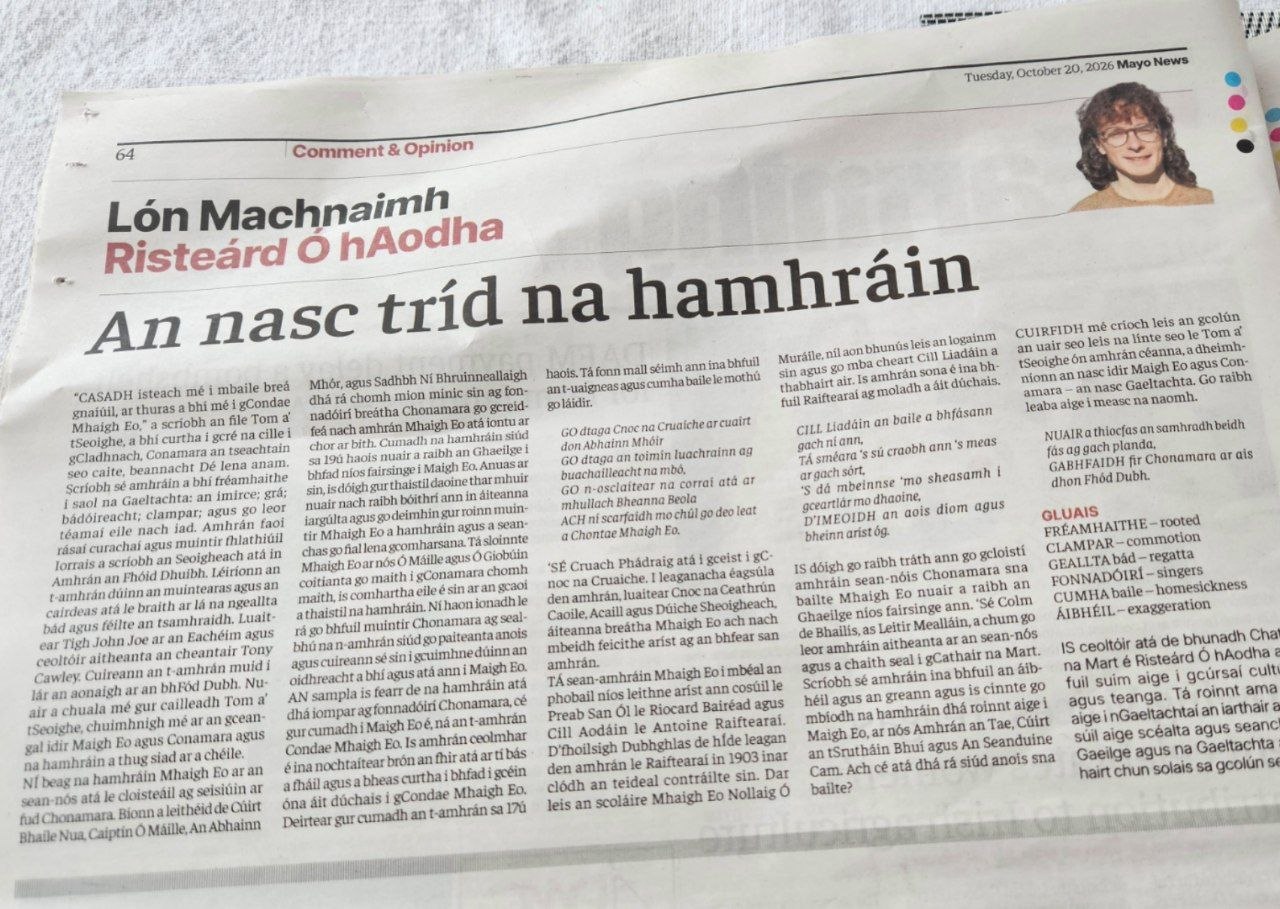 Tuesday, October 20, 2026 Mayo News
64
Comment & Opinion
Lón Machnaimh
Risteárd Ó hAodha
An nasc tríd na hamhráin
"CASADH isteach mé i mbaile breá
gnaíúil, ar thuras a bhí mé i gCondae
Mhaigh Eo," a scríobh an file Tom a'
tSeoighe, a bhí curtha i gcré na cille i
gCladhnach, Conamara an tseachtain
seo caite, beannacht Dé lena anam.
Scríobh sé amhráin a bhí fréamhaithe
i saol na Gaeltachta: an imirce; grá;
bádóireacht; clampar; agus go leor
téamaí eile nach iad. Amhrán faoi
rásaí curachaí agus muintir fhlathiúil
Iorrais a scríobh an Seoigheach atá in
Amhrán an Fhóid Dhuibh. Léiríonn an
t-amhrán dúinn an muintearas agus an
cairdeas atá le braith ar lá na ngeallta
bád agus féilte an tsamhraidh. Luait-
ear Tigh John Joe ar an Eachéim agus
ceoltóir aitheanta an cheantair Tony
Cawley. Cuireann an t-amhrán muid i
lár an aonaigh ar an bhFód Dubh. Nu-
air a chuala mé gur cailleadh Tom a'
tSeoighe, chuimhnigh mé ar an gcean-
gal idir Maigh Eo agus Conamara agus
na hamhráin a thug siad ar a chéile.
NÍ beag na hamhráin Mhaigh Eo ar an
sean-nós atá le cloisteáil ag seisiúin ar
fud Chonamara. Bíonn a leithéid de Cúirt
Bhaile Nua, Caiptín Ó Máille, An Abhainn
Mhór, agus Sadhbh Ní Bhruinneallaigh
dhá rá chomh mion minic sin ag fonn-
adóirí breátha Chonamara go gcreid-
feá nach amhrán Mhaigh Eo atá iontu ar
chor ar bith. Cumadh na hamhráin siúd
sa 19ú haois nuair a raibh an Ghaeilge i
bhfad níos fairsinge i Maigh Eo. Anuas ar
sin, is dóigh gur thaistil daoine thar mhuir
nuair nach raibh bóithrí ann in áiteanna
iargúlta agus go deimhin gur roinn muin-
tir Mhaigh Eo a hamhráin agus a sean-
chas go fial lena gcomharsana. Tá sloinnte
Mhaigh Eo ar nós Ó Máille agus Ó Giobúin
coitianta go maith i gConamara chomh
maith, is comhartha eile é sin ar an gcaoi
a thaistil na hamhráin. Ní haon ionadh le
rá go bhfuil muintir Chonamara ag seal-
bhú na n-amhrán siúd go paiteanta anois
agus cuireann sé sin i gcuimhne dúinn an
oidhreacht a bhí agus atá ann i Maigh Eo.
AN sampla is fearr de na hamhráin atá
dhá iompar ag fonnadóirí Chonamara, cé
gur cumadh i Maigh Eo é, ná an t-amhrán
Condae Mhaigh Eo. Is amhrán ceolmhar
é ina nochtaítear brón an fhir atá ar tí bás
a fháil agus a bheas curtha i bhfad i gcéin
óna áit dúchais i gCondae Mhaigh Eo.
Deirtear gur cumadh an t-amhrán sa 17ú
haois. Tá fonn mall séimh ann ina bhfuil
an t-uaigneas agus cumha baile le mothú
go láidir.
GO dtaga Cnoc na Cruaiche ar cuairt
don Abhainn Mhóir
GO dtaga an toimín luachrainn ag
buachailleacht na mbó,
GO n-osclaítear na corraí atá ar
mhullach Bheanna Beola
ACH ní scarfaidh mo chúl go deo leat
a Chontae Mhaigh Eo.
'SÉ Cruach Phádraig atá i gceist i gC-
noc na Cruaiche. I leaganacha éagsúla
den amhrán, luaitear Cnoc na Ceathrún
Caoile, Acaill agus Dúiche Sheoigheach,
áiteanna breátha Mhaigh Eo ach nach
mbeidh feicthe aríst ag an bhfear san
amhrán.
TÁ sean-amhráin Mhaigh Eo i mbéal an
phobail níos leithne aríst ann cosúil le
Preab San Ól le Riocard Bairéad agus
Cill Aodáin le Antoine Raiftearaí.
D'fhoilsigh Dubhghlas de hÍde leagan
den amhrán le Raiftearaí in 1903 inar
clódh an teideal contráilte sin. Dar
leis an scoláire Mhaigh Eo Nollaig Ó
Muraíle, níl aon bhunús leis an logainm
sin agus go mba cheart Cill Liadáin a
thabhairt air. Is amhrán sona é ina bh-
fuil Raiftearaí ag moladh a áit dúchais.
CILL Liadáin an baile a bhfásann
gach ní ann,
TÁ sméara 's sú craobh ann 's meas
ar gach sórt,
'S dá mbeinnse 'mo sheasamh i
gceartlár mo dhaoine,
D'IMEOIDH an aois díom agus
bheinn aríst óg.
IS dóigh go raibh tráth ann go gcloistí
amhráin sean-nóis Chonamara sna
bailte Mhaigh Eo nuair a raibh an
Ghaeilge níos fairsinge ann. 'Sé Colm
de Bhailís, as Leitir Mealláin, a chum go
leor amhráin aitheanta ar an sean-nós
agus a chaith seal i gCathair na Mart.
Scríobh sé amhráin ina bhfuil an áib-
héil agus an greann agus is cinnte go
mbíodh na hamhráin dhá roinnt aige i
Maigh Eo, ar nós Amhrán an Tae, Cúirt
an tSrutháin Bhuí agus An Seanduine
Cam. Ach cé atá dhá rá siúd anois sna
bailte?
CUIRFIDH mé críoch leis an gcolún
an uair seo leis na línte seo le Tom a'
tSeoighe ón amhrán céanna, a dheimh-
níonn an nasc idir Maigh Eo agus Con-
amara – an nasc Gaeltachta. Go raibh
leaba aige i measc na naomh.
NUAIR a thiocfas an samhradh beidh
fás ag gach planda,
GABHFAIDH fir Chonamara ar ais
dhon Fhód Dubh.
GLUAIS
FRÉAMHAITHE – rooted
CLAMPAR – commotion
GEALLTA bád – regatta
FONNADÓIRÍ – singers
CUMHA baile – homesickness
ÁIBHÉIL – exaggeration
IS ceoltóir atá de bhunadh
na Mart é Risteárd Ó hAodha
fuil suim aige i gcúrsaí
agus teanga. Tá roinnt
aige i nGaeltachtaí an iarthair
súil aige scéalta agus
Gaeilge agus na Gaeltachta
hairt chun solais sa gcolún